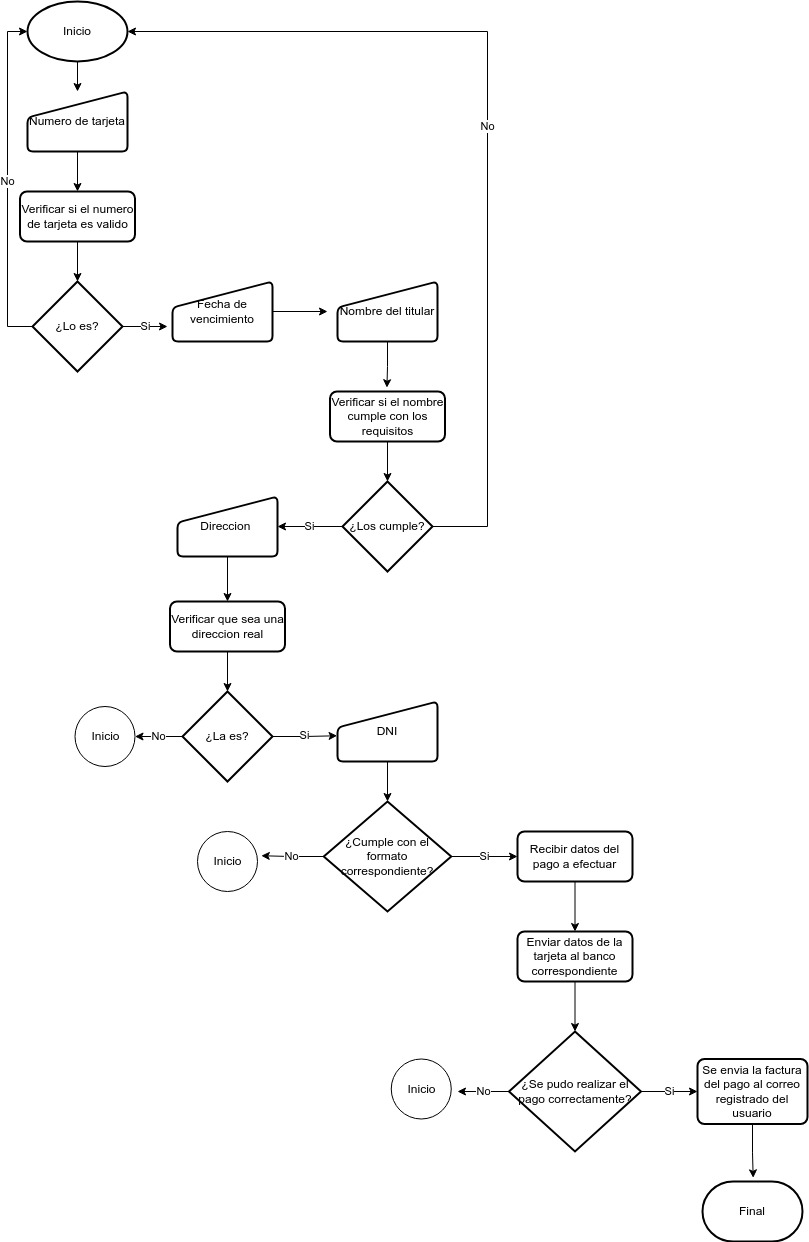 Inicio
Numero de tarjeta
No
No
Verificar si el numero
de tarjeta es valido
¿Lo es?
Si
Fecha de
vencimiento
Nombre del titular
Verificar si el nombre
cumple con los
requisitos
¿Los cumple?
Si
Direccion
Verificar que sea una
direccion real
¿La es?
No
Inicio
Si
DNI
¿Cumple con el
formato
correspondiente?
No
Inicio
Si
Recibir datos del
pago a efectuar
Enviar datos de la
tarjeta al banco
correspondiente
¿Se pudo realizar el
pago correctamente?
No
Inicio
Si
Se envia la factura
del pago al correo
registrado del
usuario
Final